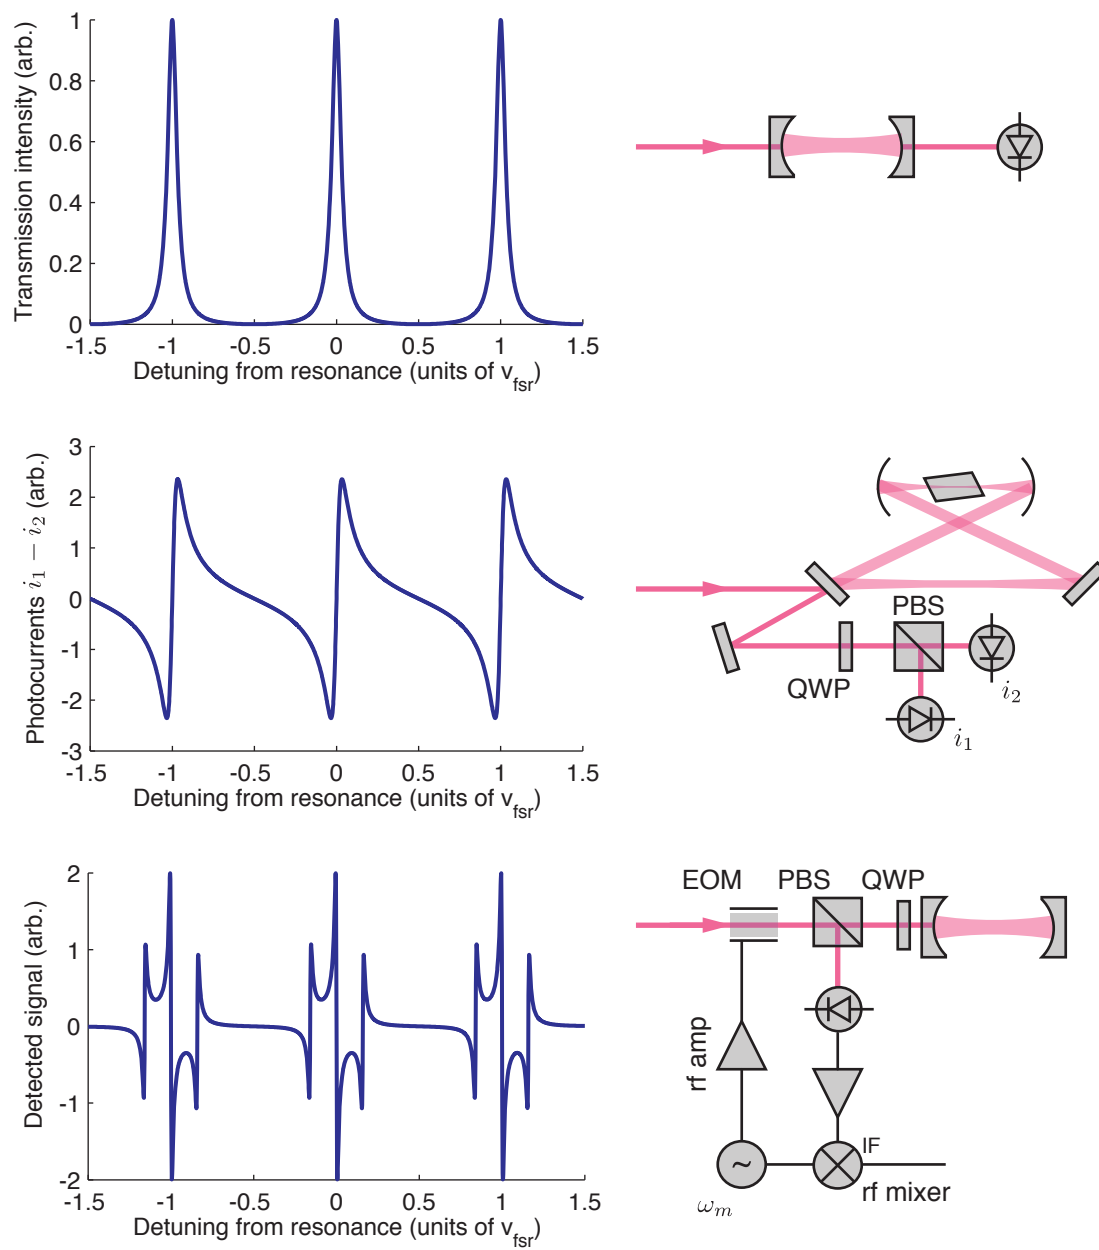 Transmission intensity (arb.)
1
0.8
0.6
0.4
0.2
0
-1.5 -1 -0.5 0 0.5 1 1.5
Detuning from resonance (units of v_fsr)
Photocurrents i_1 − i_2 (arb.)
3
2
1
0
-1
-2
-3
-1.5 -1 -0.5 0 0.5 1 1.5
Detuning from resonance (units of v_fsr)
PBS
QWP
i_2
i_1
Detected signal (arb.)
2
1
0
-1
-2
-1.5 -1 -0.5 0 0.5 1 1.5
Detuning from resonance (units of v_fsr)
EOM PBS QWP
rf amp
~
IF
rf mixer
ω_m